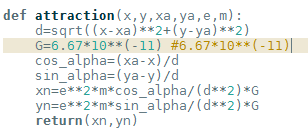 def attraction(x,y,xa,ya,e,m):
    d=sqrt((x-xa)**2+(y-ya)**2)
    G=6.67*10**(-11) #6.67*10**(-11)
    cos_alpha=(xa-x)/d
    sin_alpha=(ya-y)/d
    xn=e**2*m*cos_alpha/(d**2)*G
    yn=e**2*m*sin_alpha/(d**2)*G
    return(xn,yn)